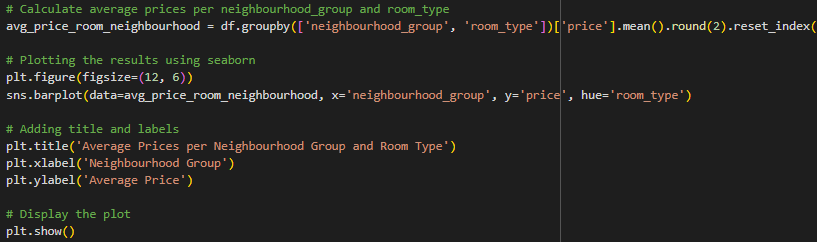 # Calculate average prices per neighbourhood_group and room_type
avg_price_room_neighbourhood = df.groupby(['neighbourhood_group', 'room_type'])['price'].mean().round(2).reset_index(
# Plotting the results using seaborn
plt.figure(figsize=(12, 6))
sns.barplot(data=avg_price_room_neighbourhood, x='neighbourhood_group', y='price', hue='room_type')
# Adding title and labels
plt.title('Average Prices per Neighbourhood Group and Room Type')
plt.xlabel('Neighbourhood Group')
plt.ylabel('Average Price')
# Display the plot
plt.show()